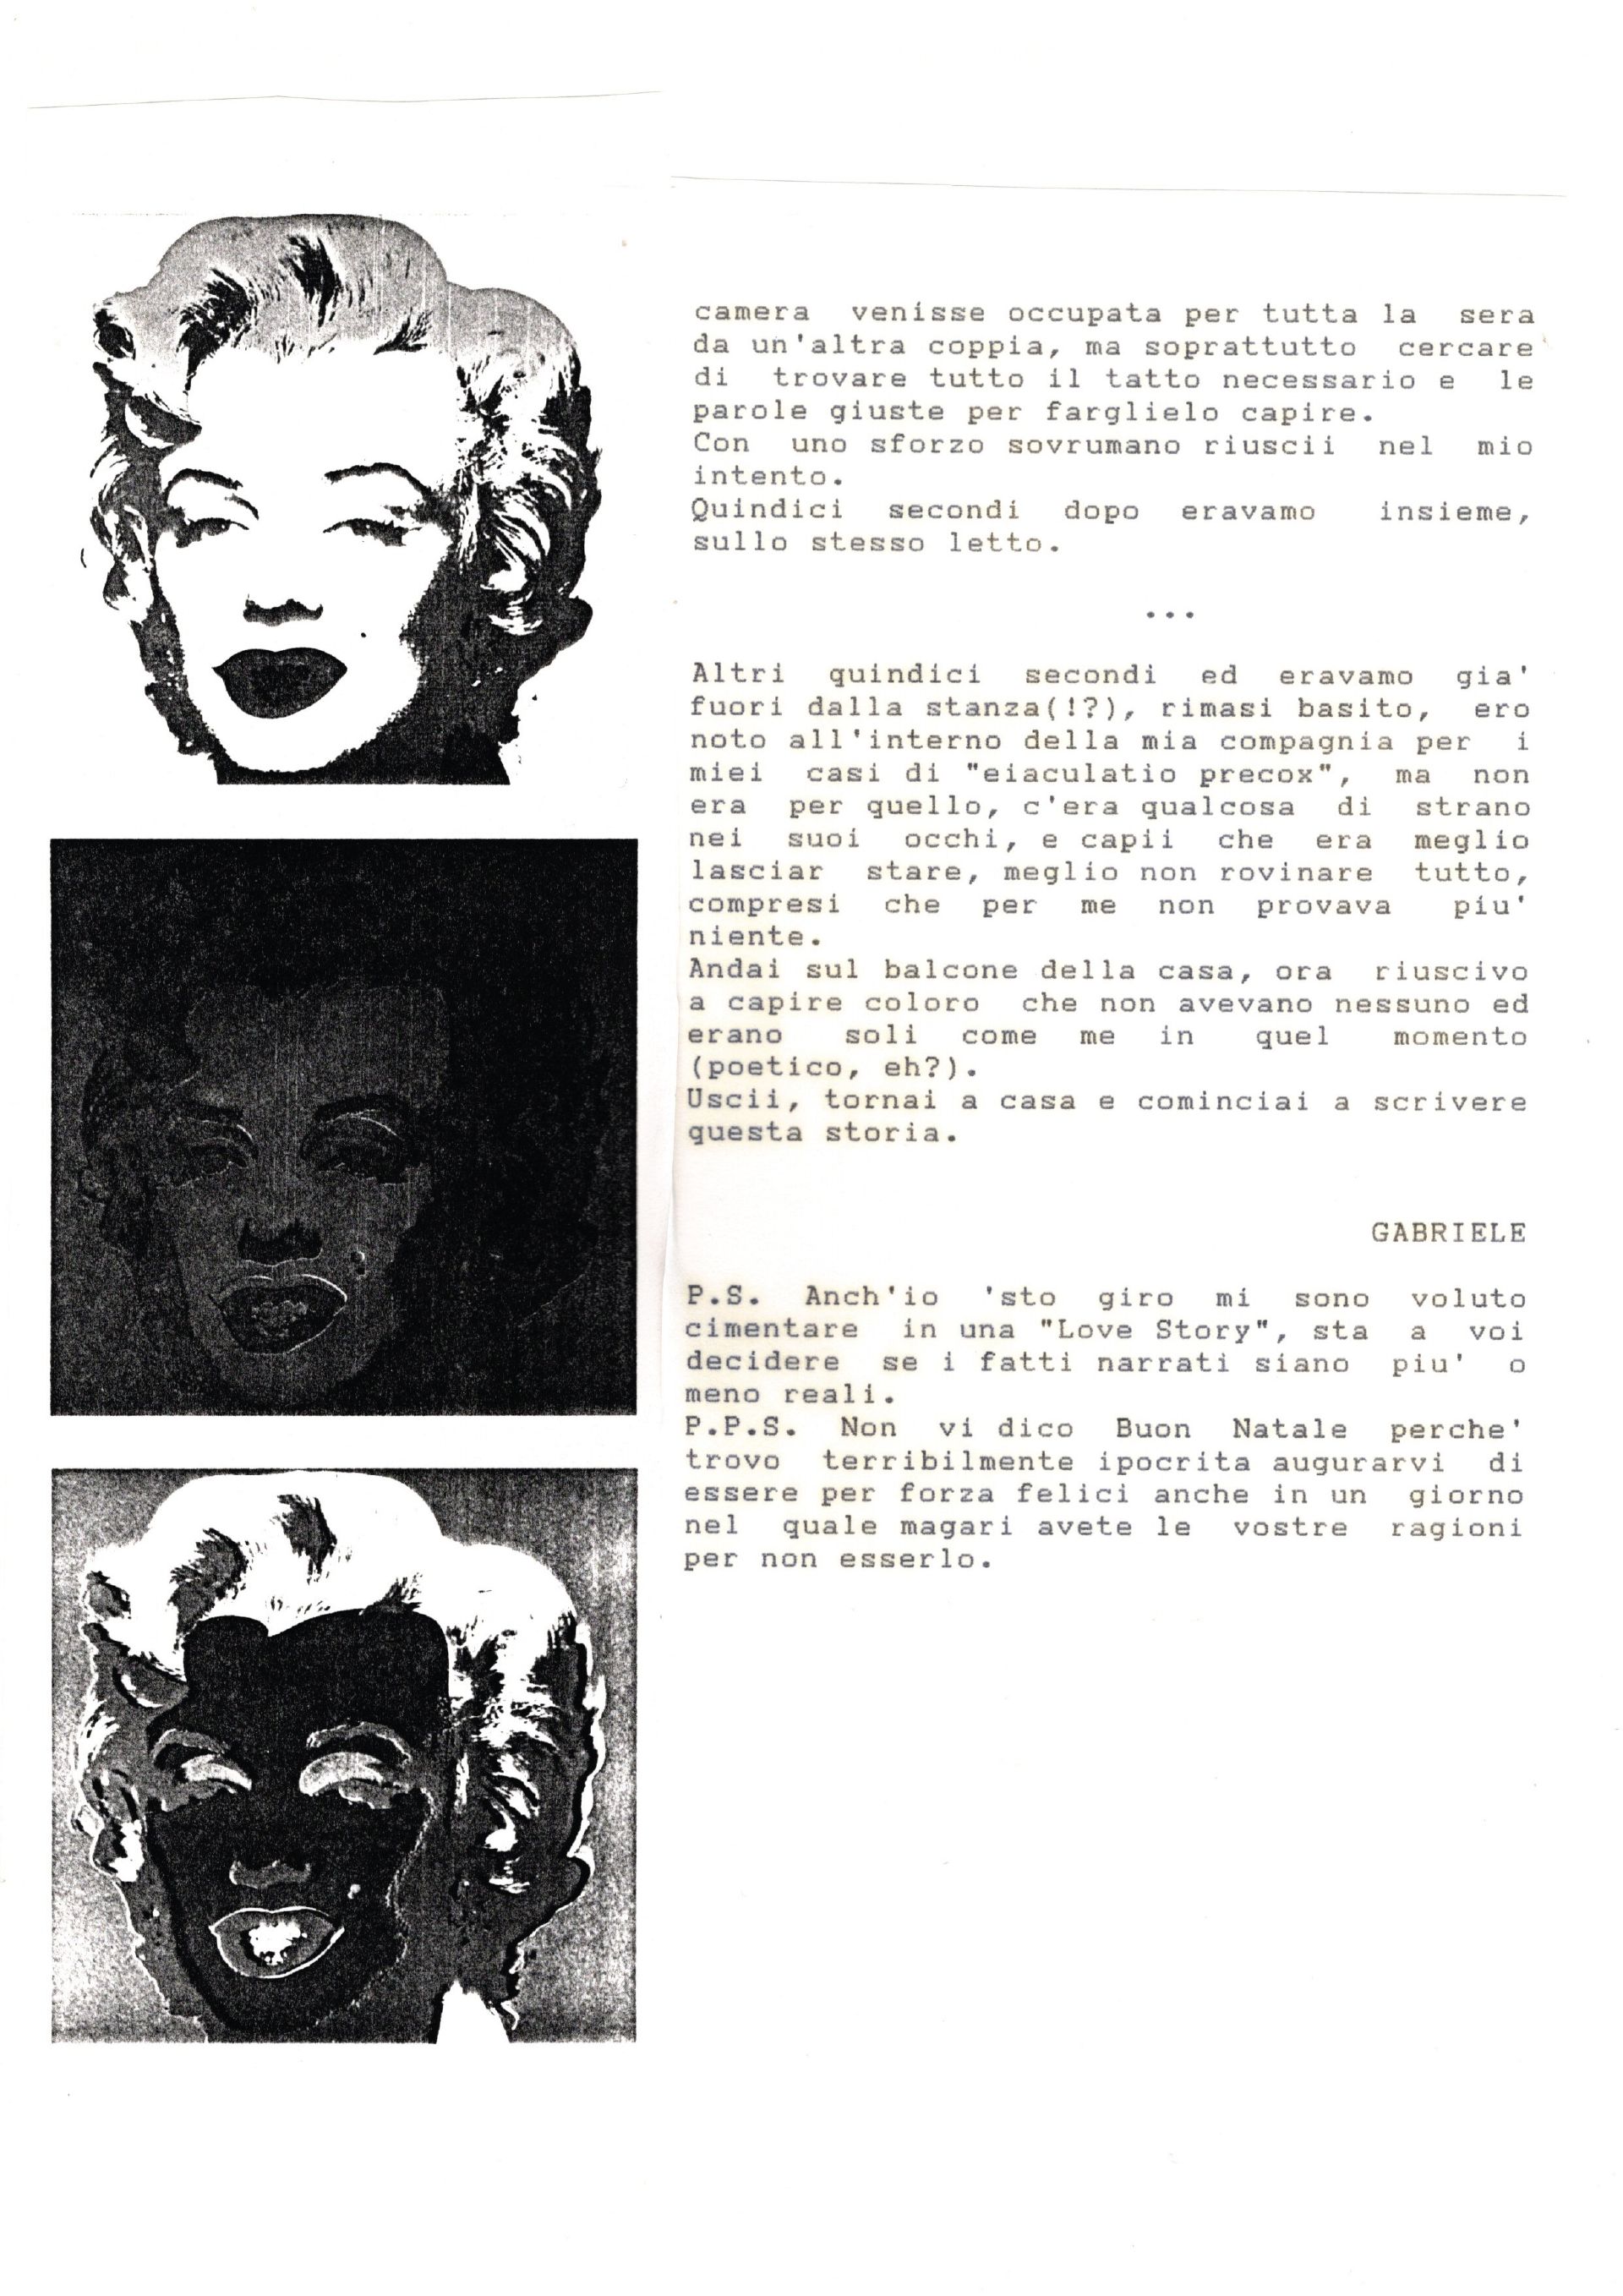 camera venisse occupata per tutta la sera
da un'altra coppia, ma soprattutto cercare
di trovare tutto il tatto necessario e le
parole giuste per farglielo capire.
Con uno sforzo sovrumano riuscii nel mio
intento.
Quindici secondi dopo eravamo insieme,
sullo stesso letto.
...
Altri quindici secondi ed eravamo gia'
fuori dalla stanza(!?), rimasi basito, ero
noto all'interno della mia compagnia per i
miei casi di "eiaculatio precox", ma non
era per quello, c'era qualcosa di strano
nei suoi occhi, e capii che era meglio
lasciar stare, meglio non rovinare tutto,
compresi che per me non provava piu'
niente.
Andai sul balcone della casa, ora riuscivo
a capire coloro che non avevano nessuno ed
erano soli come me in quel momento
(poetico, eh?).
Uscii, tornai a casa e cominciai a scrivere
questa storia.
GABRIELE
P.S. Anch'io 'sto giro mi sono voluto
cimentare in una "Love Story", sta a voi
decidere se i fatti narrati siano piu' o
meno reali.
P.P.S. Non vi dico Buon Natale perche'
trovo terribilmente ipocrita augurarvi di
essere per forza felici anche in un giorno
nel quale magari avete le vostre ragioni
per non esserlo.